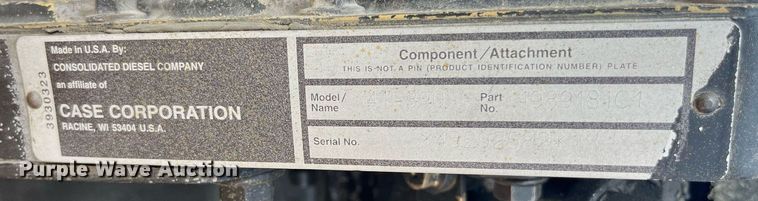 Made in U.S.A. By:
CONSOLIDATED DIESEL COMPANY
an affiliate of
CASE CORPORATION
RACINE, WI 53404 U.S.A.
3930323
Component/Attachment
THIS IS NOT A PIN (PRODUCT IDENTIFICATION NUMBER) PLATE
Model/ Part
Name No.
Serial No.
Purple Wave Auction